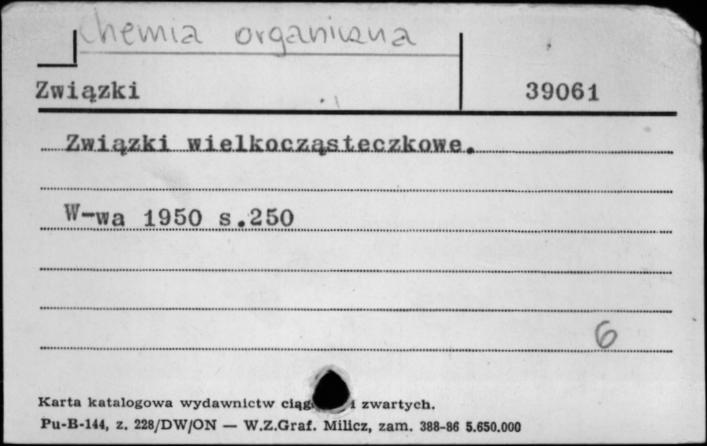 Chemia organiczna
Związki 39061
Związki wielkocząsteczkowe.
W-wa 1950 s.250
6
Karta katalogowa wydawnictw i zwartych.
Pu-B-144, z. 228/DW/ON — W.Z.Graf. Milicz, zam. 388-86 5.650.000